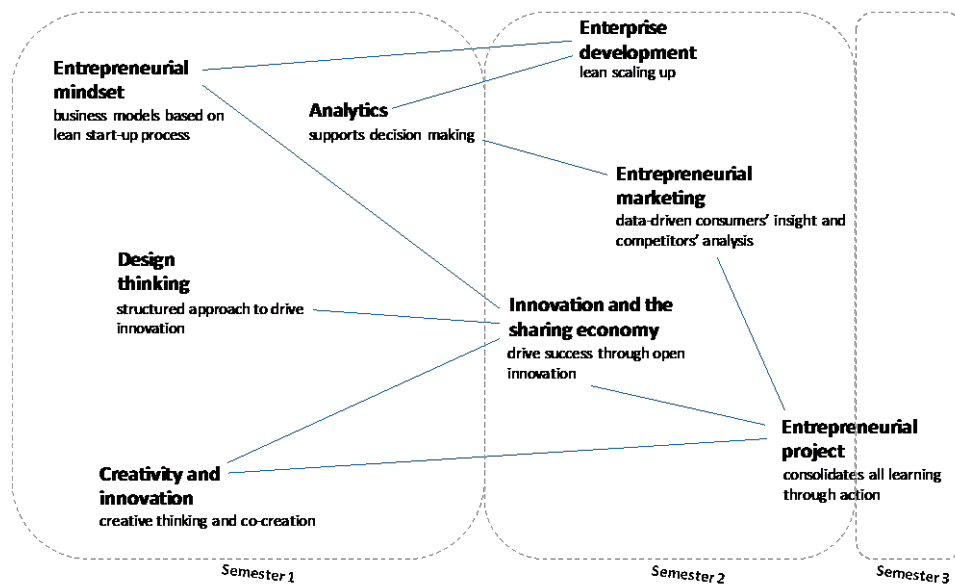 Entrepreneurial
mindset
business models based on
lean start-up process
Enterprise
development
lean scaling up
Analytics
supports decision making
Entrepreneurial
marketing
data-driven consumers' insight and
competitors' analysis
Design
thinking
structured approach to drive
innovation
Innovation and the
sharing economy
drive success through open
innovation
Entrepreneurial
project
consolidates all learning
through action
Creativity and
innovation
creative thinking and co-creation
Semester 1
Semester 2
Semester 3